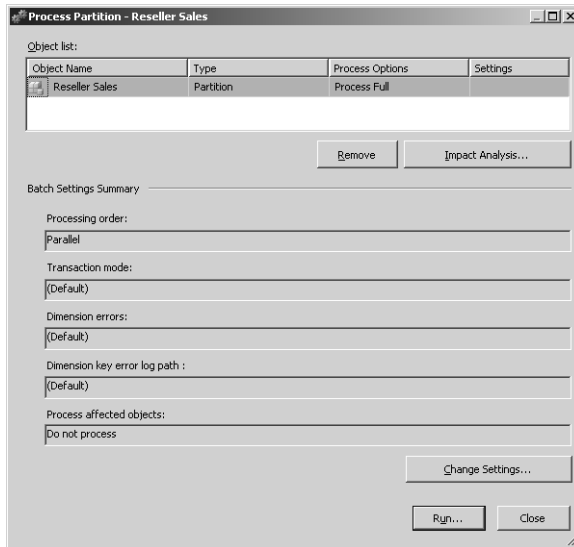 Process Partition - Reseller Sales
Object list:
Object Name Type Process Options Settings
Reseller Sales Partition Process Full
Remove Impact Analysis...
Batch Settings Summary
Processing order:
Parallel
Transaction mode:
(Default)
Dimension errors:
(Default)
Dimension key error log path :
(Default)
Process affected objects:
Do not process
Change Settings...
Run... Close